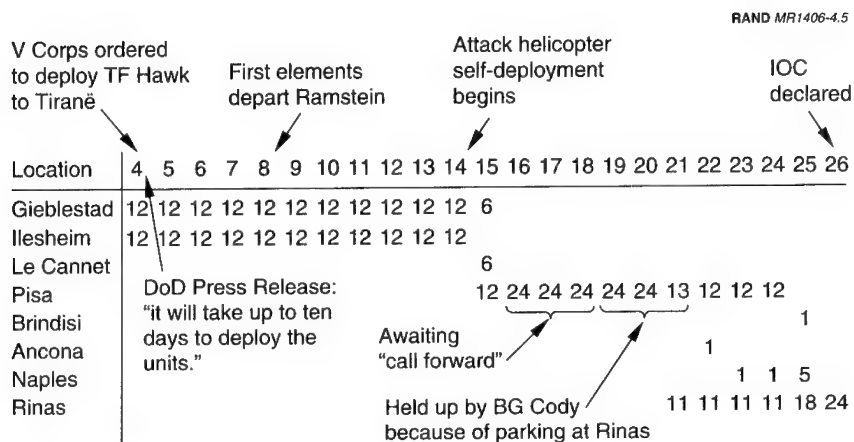 RAND MR1406-4.5
V Corps ordered
to deploy TF Hawk
to Tiranë
First elements
depart Ramstein
Attack helicopter
self-deployment
begins
IOC
declared
Location 4 5 6 7 8 9 10 11 12 13 14 15 16 17 18 19 20 21 22 23 24 25 26
Gieblestad 12 12 12 12 12 12 12 12 12 12 12 6
Ilesheim 12 12 12 12 12 12 12 12 12 12 12
Le Cannet 6
Pisa 12 24 24 24 24 24 13 12 12 12
Brindisi 1
Ancona 1
Naples 1 1 5
Rinas 11 11 11 11 18 24
DoD Press Release:
“it will take up to ten
days to deploy the
units.”
Awaiting
“call forward”
Held up by BG Cody
because of parking at Rinas